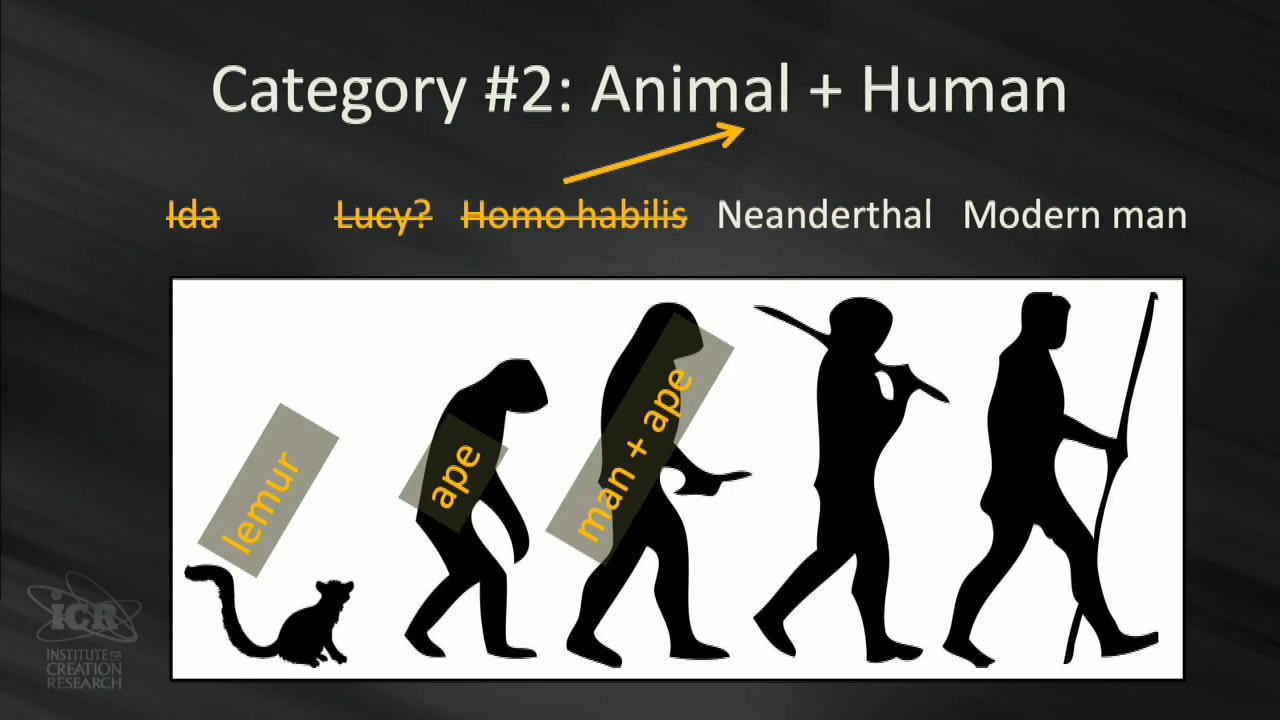 Category #2: Animal + Human
Ida Lucy? Homo habilis Neanderthal Modern man
lemur
ape
man + ape
iCR
INSTITUTE FOR
CREATION
RESEARCH